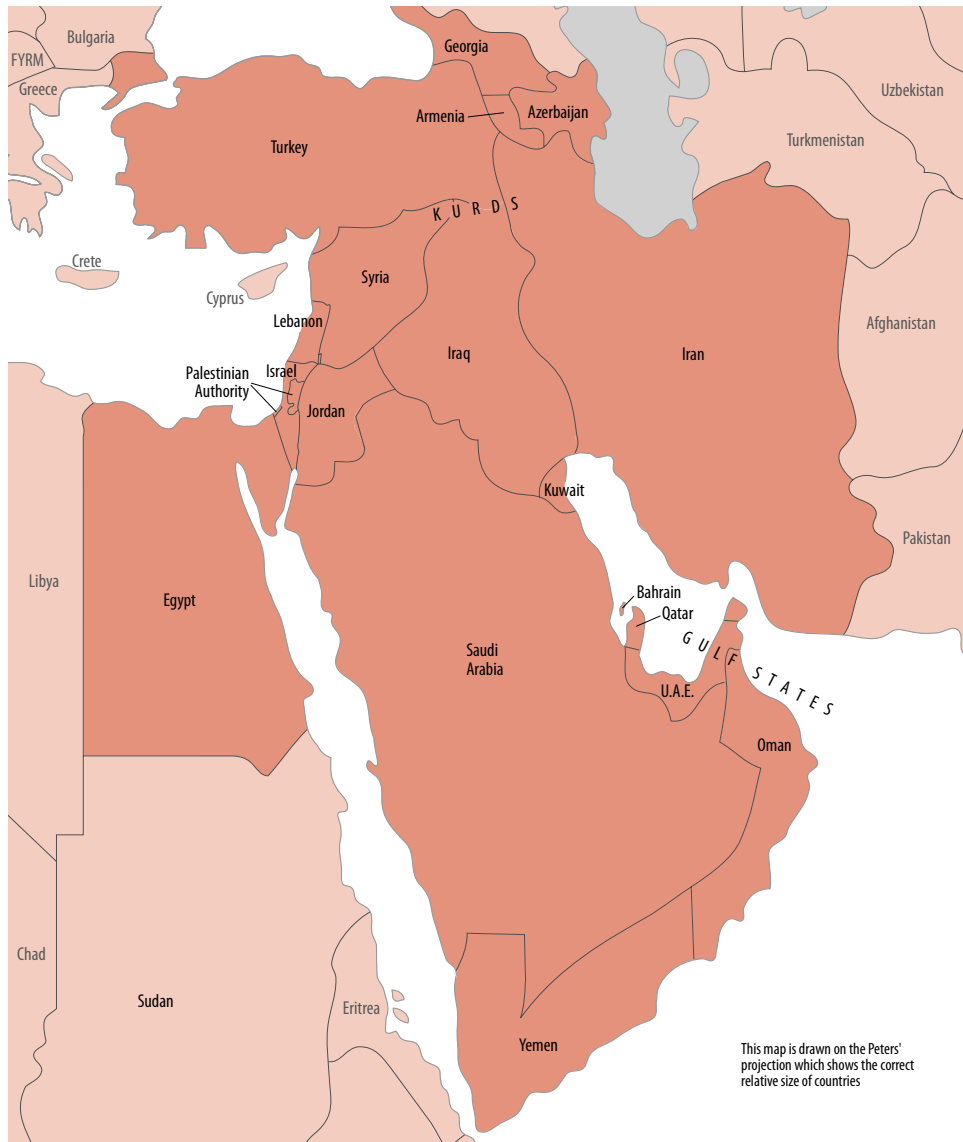 Bulgaria
Georgia
FYRM
Greece
Uzbekistan
Armenia
Azerbaijan
Turkey
Turkmenistan
KURDS
Crete
Cyprus
Syria
Lebanon
Afghanistan
Iraq
Iran
Israel
Palestinian
Authority
Jordan
Kuwait
Pakistan
Libya
Egypt
Bahrain
Qatar
GULF STATES
Saudi
Arabia
U.A.E.
Oman
Chad
Sudan
Eritrea
Yemen
This map is drawn on the Peters'
projection which shows the correct
relative size of countries